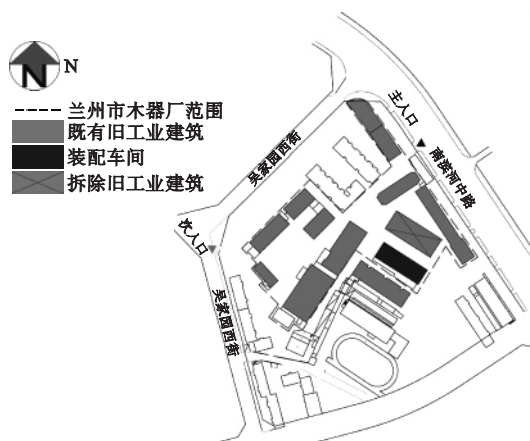 N
N
兰州市木器厂范围
既有旧工业建筑
装配车间
拆除旧工业建筑
主人口
南滨河中路
吴家园西街
次人口
吴家园西街